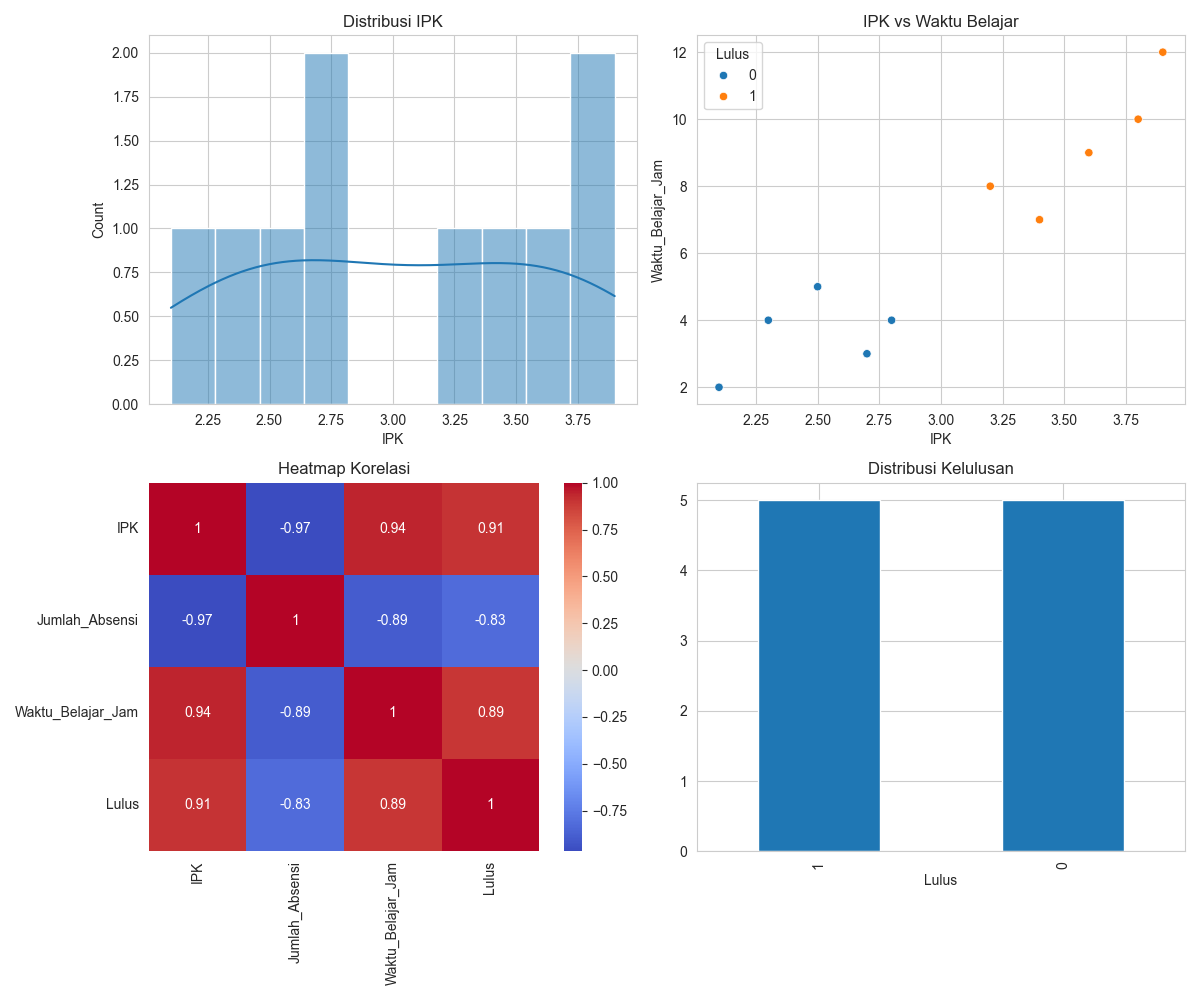 Distribusi IPK
2.00
1.75
1.50
1.25
1.00
0.75
0.50
0.25
0.00
Count
2.25 2.50 2.75 3.00 3.25 3.50 3.75
IPK
IPK vs Waktu Belajar
Lulus
0
1
12
10
8
6
4
2
Waktu_Belajar_Jam
2.25 2.50 2.75 3.00 3.25 3.50 3.75
IPK
Heatmap Korelasi
IPK 1 -0.97 0.94 0.91
Jumlah_Absensi -0.97 1 -0.89 -0.83
Waktu_Belajar_Jam 0.94 -0.89 1 0.89
Lulus 0.91 -0.83 0.89 1
IPK Jumlah_Absensi Waktu_Belajar_Jam Lulus
1.00
0.75
0.50
0.25
0.00
−0.25
−0.50
−0.75
Distribusi Kelulusan
5
4
3
2
1
0
1 0
Lulus